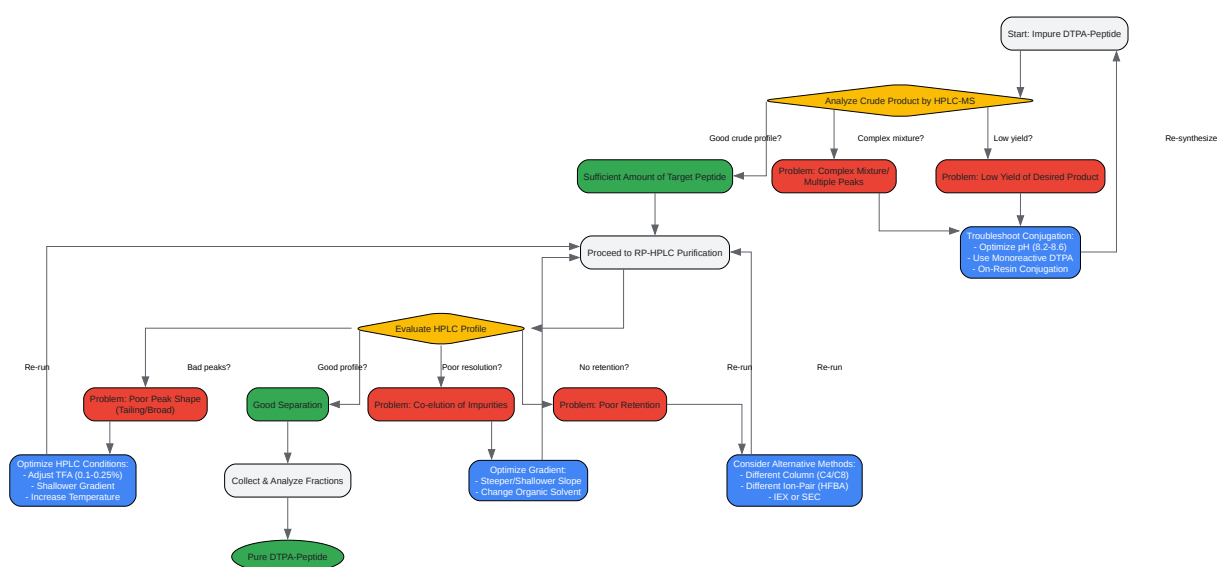 Start: Impure DTPA-Peptide
Analyze Crude Product by HPLC-MS
Good crude profile?
Complex mixture?
Low yield?
Re-synthesize
Sufficient Amount of Target Peptide
Problem: Complex Mixture/
Multiple Peaks
Problem: Low Yield of Desired Product
Troubleshoot Conjugation:
- Optimize pH (8.2-8.6)
- Use Monoreactive DTPA
- On-Resin Conjugation
Proceed to RP-HPLC Purification
Evaluate HPLC Profile
Re-run
Bad peaks?
Good profile?
Poor resolution?
No retention?
Re-run
Re-run
Problem: Poor Peak Shape
(Tailing/Broad)
Good Separation
Problem: Co-elution of Impurities
Problem: Poor Retention
Optimize HPLC Conditions:
- Adjust TFA (0.1-0.25%)
- Shallower Gradient
- Increase Temperature
Collect & Analyze Fractions
Optimize Gradient:
- Steeper/Shallower Slope
- Change Organic Solvent
Consider Alternative Methods:
- Different Column (C4/C8)
- Different Ion-Pair (HFBA)
- IEX or SEC
Pure DTPA-Peptide